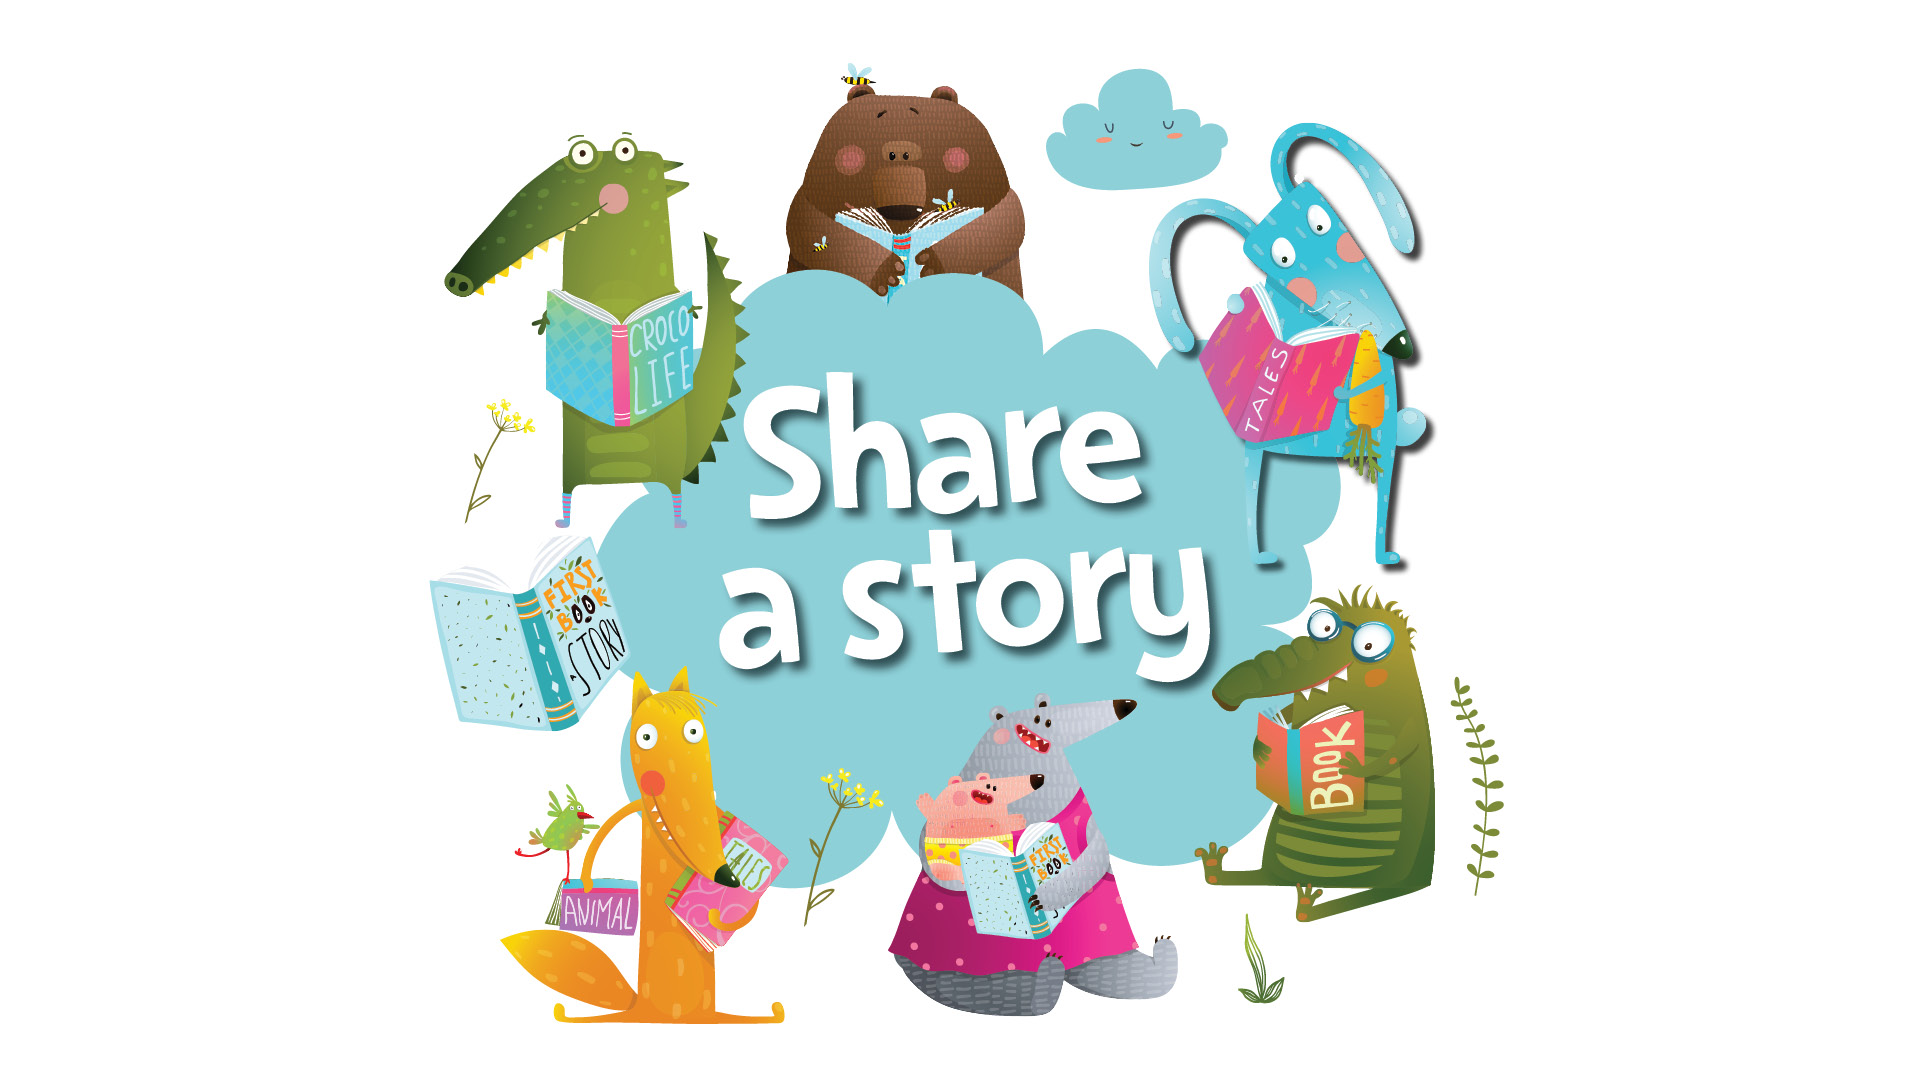 Share
a story
CROCO
LIFE
TALES
FIRST
BOOK
A STORY
BOOK
TALES
ANIMAL
FIRST
BOOK